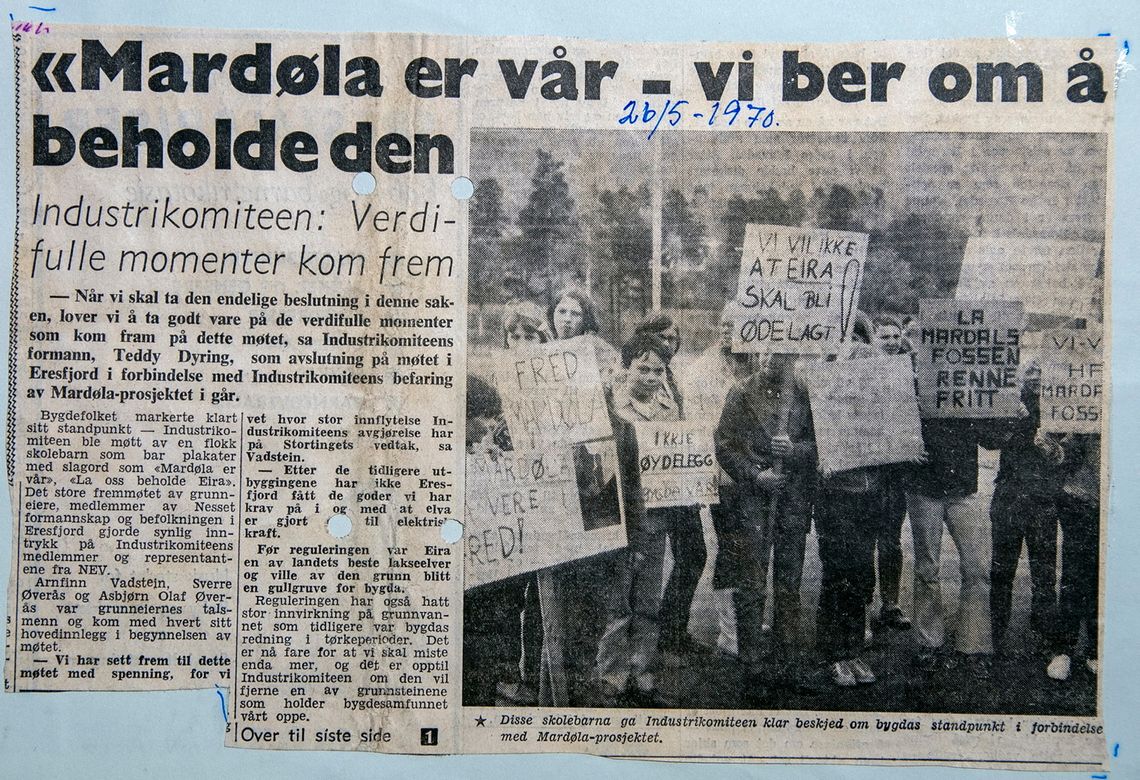 «Mardøla er vår – vi ber om å
beholde den
26/5-1970.
Industrikomiteen: Verdi-
fulle momenter kom frem
— Når vi skal ta den endelige beslutning i denne sak-
en, lover vi å ta godt vare på de verdifulle momenter
som kom fram på dette møtet, sa Industrikomiteens
formann, Teddy Dyring, som avslutning på møtet i
Eresfjord i forbindelse med Industrikomiteens befaring
av Mardøla-prosjektet i går.
Bygdefolket markerte klart
sitt standpunkt — Industriko-
miteen ble møtt av en flokk
skolebarn som bar plakater
med slagord som «Mardøla er
vår», «La oss beholde Eira».
Det store fremmøtet av grunn-
eiere, medlemmer av Nesset
formannskap og befolkningen i
Eresfjord gjorde synlig inn-
trykk på Industrikomiteens
medlemmer og representant-
ene fra NEV.
Arnfinn Vadstein, Sverre
Øverås og Asbjørn Olaf Øver-
ås var grunneiernes tals-
menn og kom med hvert sitt
hovedinnlegg i begynnelsen av
møtet.
— Vi har sett frem til dette
møtet med spenning, for vi
vet hvor stor innflytelse In-
dustrikomiteens avgjørelse har
på Stortingets vedtak, sa
Vadstein.
— Etter de tidligere ut-
byggingene har ikke Eres-
fjord fått de goder vi har
krav på i og med at elva
er gjort til elektrisk
kraft.
Før reguleringen var Eira
en av landets beste lakseelver
og ville av den grunn blitt
en gullgruve for bygda.
Reguleringen har også hatt
stor innvirkning på grunnvan-
net som tidligere var bygdas
redning i tørkeperioder. Det
er nå fare for at vi skal miste
enda mer, og det er opptil
Industrikomiteen om den vil
fjerne en av grunnsteinene
som holder bygdesamfunnet
vårt oppe.
Over til siste side 1
VI VIL IKKE
AT EIRA
SKAL BLI
ØDELAGT!
LA
MARDALS
FOSSEN
RENNE
FRITT
VI-V
HF
MARDA
FOSS
FRED
MARDØLA
IKKJE
ØYDELEGG
BYGDA VÅR
MARDØLA
VERE I
FRED!
★ Disse skolebarna ga Industrikomiteen klar beskjed om bygdas standpunkt i forbindelse
med Mardøla-prosjektet.